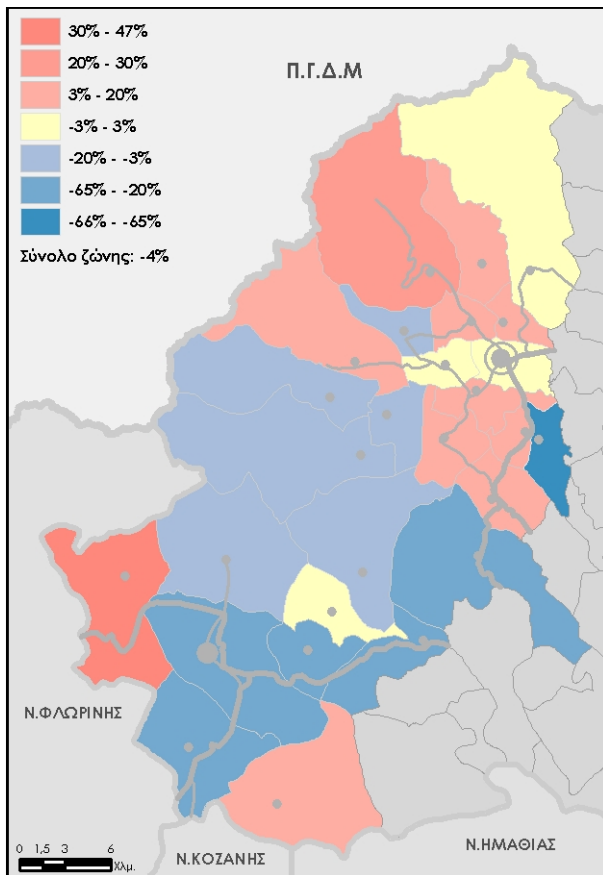 30% - 47%
20% - 30%
3% - 20%
-3% - 3%
-20% - -3%
-65% - -20%
-66% - -65%
Σύνολο ζώνης: -4%
Π.Γ.Δ.Μ
Ν.ΦΛΩΡΙΝΗΣ
Ν.ΚΟΖΑΝΗΣ
Ν.ΗΜΑΘΙΑΣ
0 1,5 3 6
Χλμ.